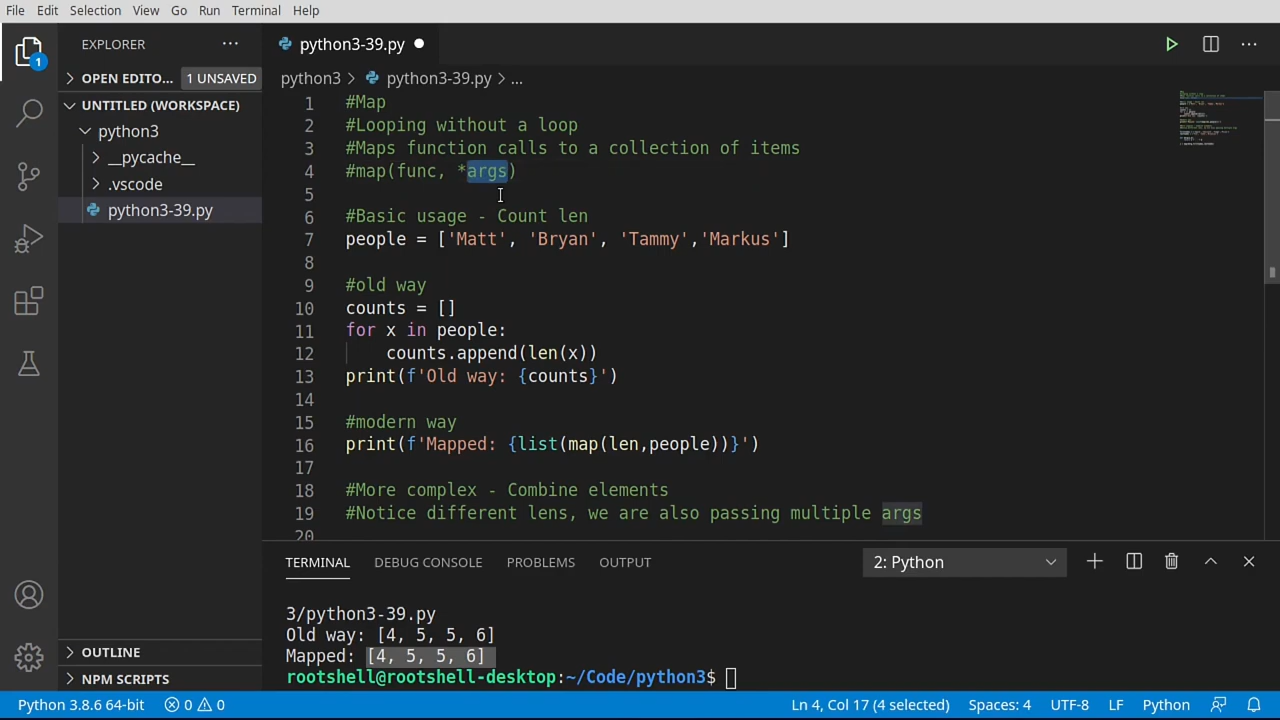 File Edit Selection View Go Run Terminal Help
EXPLORER
python3-39.py
1
OPEN EDITO... 1 UNSAVED
python3 > python3-39.py > ...
UNTITLED (WORKSPACE)
python3
__pycache__
.vscode
python3-39.py
1 #Map
2 #Looping without a loop
3 #Maps function calls to a collection of items
4 #map(func, *args)
5
6 #Basic usage - Count len
7 people = ['Matt', 'Bryan', 'Tammy','Markus']
8
9 #old way
10 counts = []
11 for x in people:
12 counts.append(len(x))
13 print(f'Old way: {counts}')
14
15 #modern way
16 print(f'Mapped: {list(map(len,people))}')
17
18 #More complex - Combine elements
19 #Notice different lens, we are also passing multiple args
20
TERMINAL DEBUG CONSOLE PROBLEMS OUTPUT 2: Python
3/python3-39.py
Old way: [4, 5, 5, 6]
Mapped: [4, 5, 5, 6]
rootshell@rootshell-desktop:~/Code/python3$
OUTLINE
NPM SCRIPTS
Python 3.8.6 64-bit 0 0 Ln 4, Col 17 (4 selected) Spaces: 4 UTF-8 LF Python